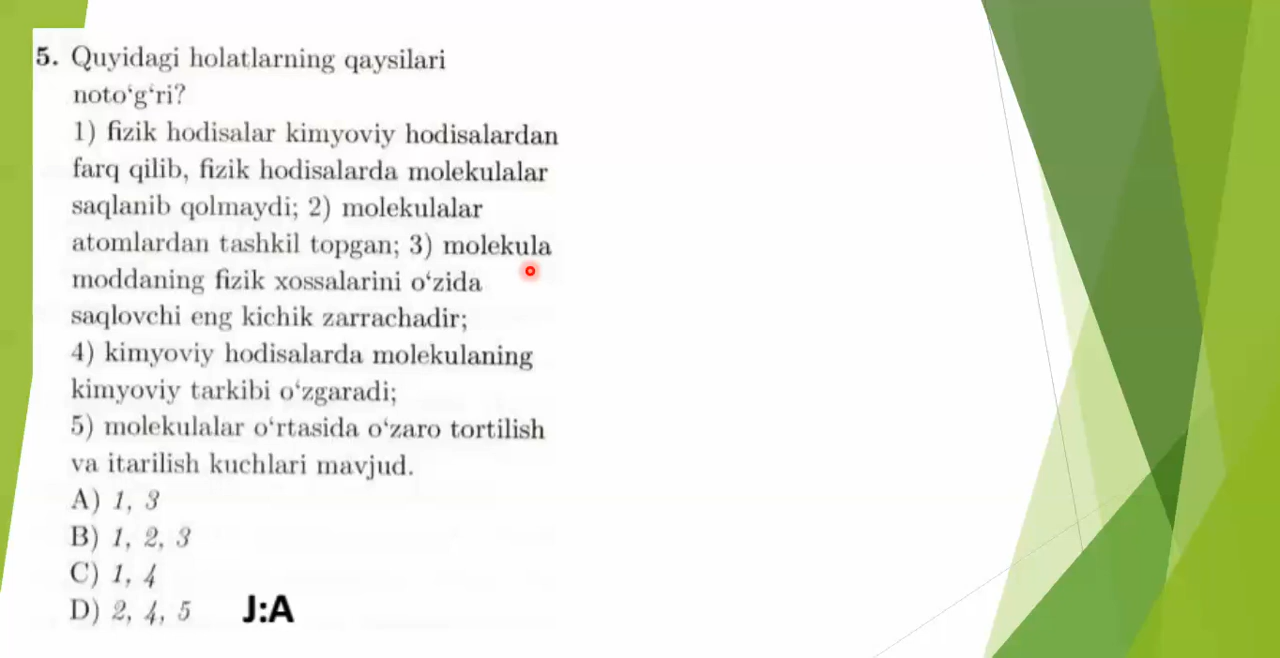 5. Quyidagi holatlarning qaysilari
noto‘g‘ri?
1) fizik hodisalar kimyoviy hodisalardan
farq qilib, fizik hodisalarda molekulalar
saqlanib qolmaydi; 2) molekulalar
atomlardan tashkil topgan; 3) molekula
moddaning fizik xossalarini o‘zida
saqlovchi eng kichik zarrachadir;
4) kimyoviy hodisalarda molekulaning
kimyoviy tarkibi o‘zgaradi;
5) molekulalar o‘rtasida o‘zaro tortilish
va itarilish kuchlari mavjud.
A) 1, 3
B) 1, 2, 3
C) 1, 4
D) 2, 4, 5 J:A